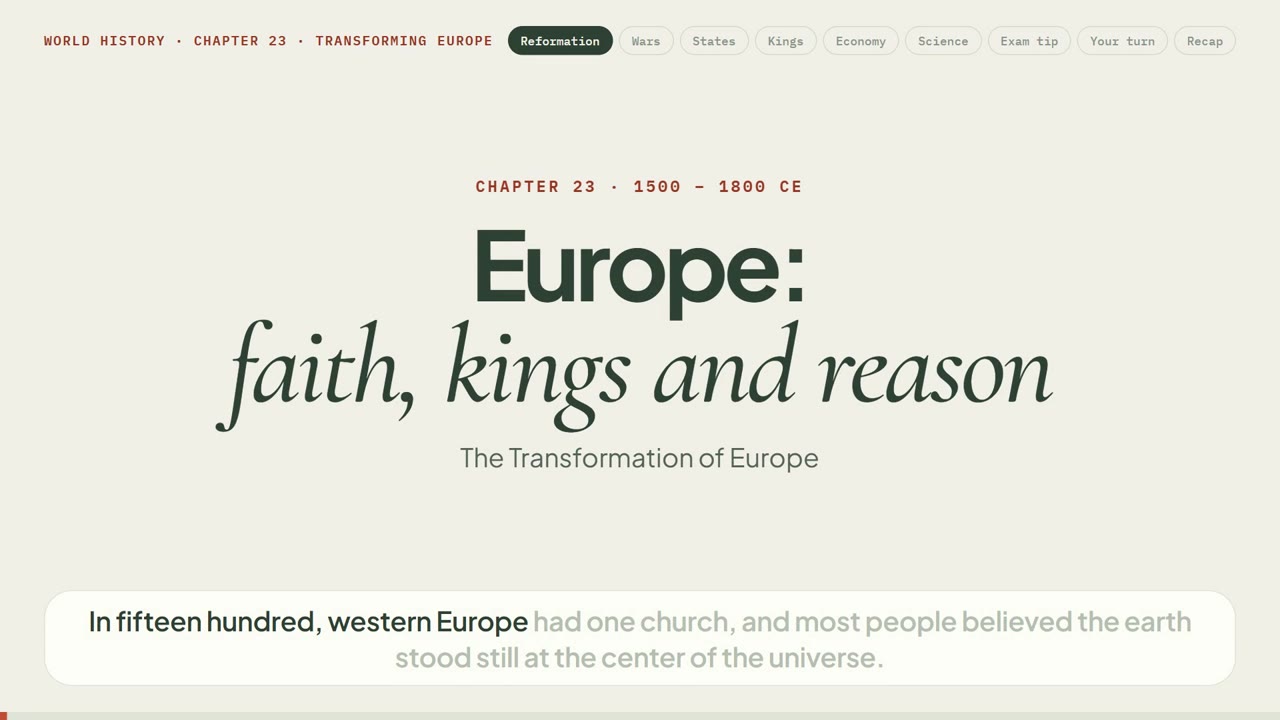 WORLD HISTORY · CHAPTER 23 · TRANSFORMING EUROPE
Reformation Wars States Kings Economy Science Exam tip Your turn Recap
CHAPTER 23 · 1500 – 1800 CE
Europe:
faith, kings and reason
The Transformation of Europe
In fifteen hundred, western Europe had one church, and most people believed the earth
stood still at the center of the universe.